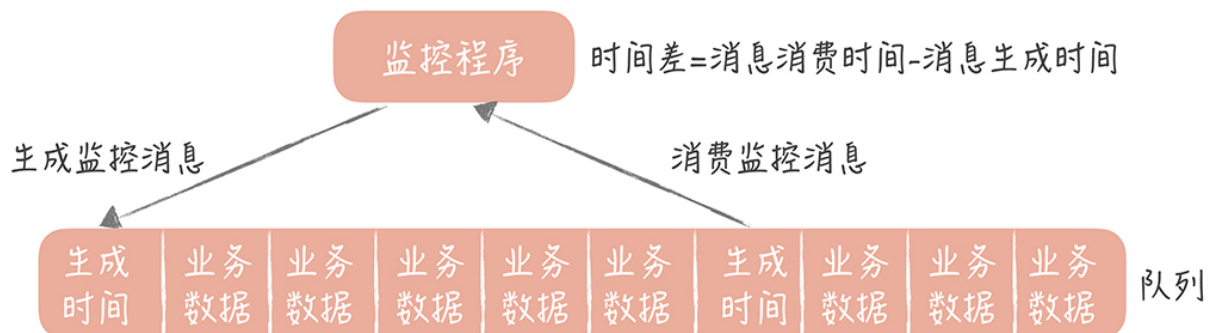 监控程序
时间差=消息消费时间-消息生成时间
生成监控消息
消费监控消息
生成 业务 业务 业务 业务 业务 生成 业务 业务 业务
时间 数据 数据 数据 数据 数据 时间 数据 数据 数据
队列